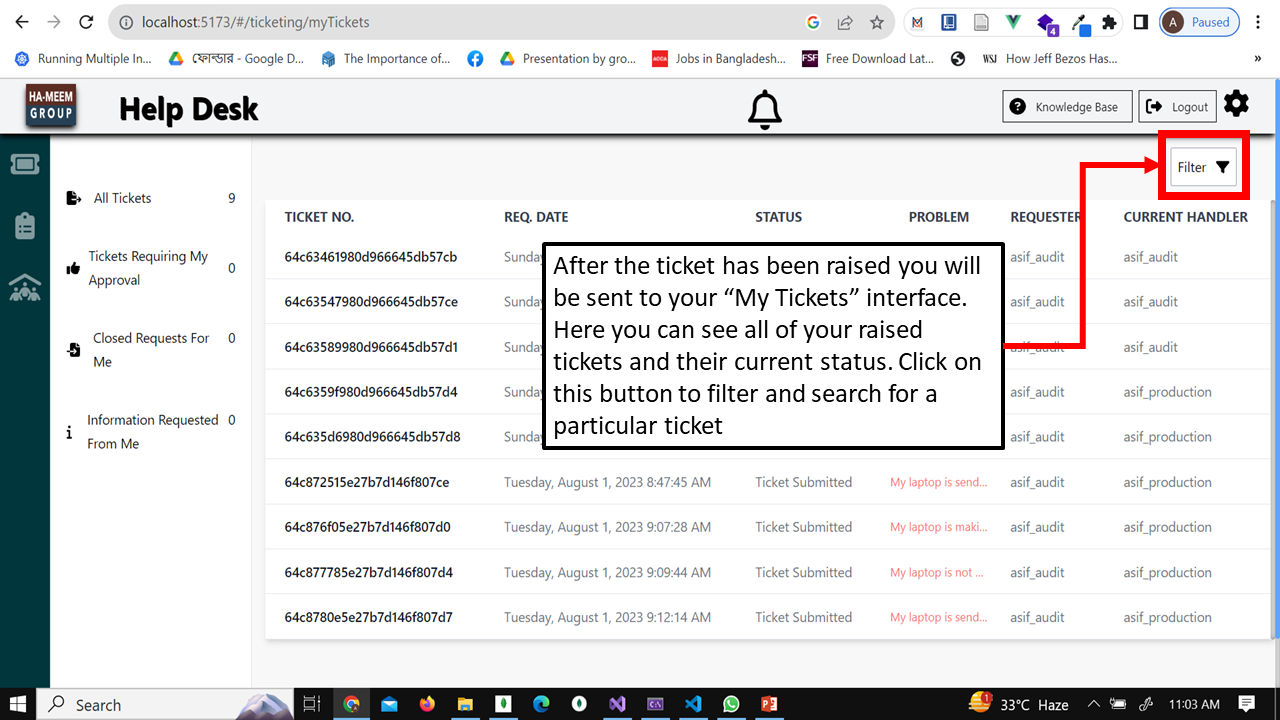 localhost:5173/#/ticketing/myTickets
A Paused
4
Running Multiple In...
ফোল্ডার - Google D...
The Importance of...
Presentation by gro...
Jobs in Bangladesh...
FSF
Free Download Lat...
WSJ
How Jeff Bezos Has...
»
HA-MEEM
GROUP
Help Desk
Knowledge Base
Logout
Filter
All Tickets 9
Tickets Requiring My
Approval
0
Closed Requests For
Me
0
Information Requested
From Me
0
TICKET NO. REQ. DATE STATUS PROBLEM REQUESTER CURRENT HANDLER
64c63461980d966645db57cb Sunday asif_audit asif_audit
64c63547980d966645db57ce Sunday asif_audit asif_audit
64c63589980d966645db57d1 Sunday asif_audit asif_audit
64c6359f980d966645db57d4 Sunday asif_audit asif_production
64c635d6980d966645db57d8 Sunday asif_audit asif_production
64c872515e27b7d146f807ce Tuesday, August 1, 2023 8:47:45 AM Ticket Submitted My laptop is send... asif_audit asif_production
64c876f05e27b7d146f807d0 Tuesday, August 1, 2023 9:07:28 AM Ticket Submitted My laptop is maki... asif_audit asif_production
64c877785e27b7d146f807d4 Tuesday, August 1, 2023 9:09:44 AM Ticket Submitted My laptop is not ... asif_audit asif_production
64c8780e5e27b7d146f807d7 Tuesday, August 1, 2023 9:12:14 AM Ticket Submitted My laptop is send... asif_audit asif_production
After the ticket has been raised you will
be sent to your “My Tickets” interface.
Here you can see all of your raised
tickets and their current status. Click on
this button to filter and search for a
particular ticket
Search
1
33°C Haze
11:03 AM